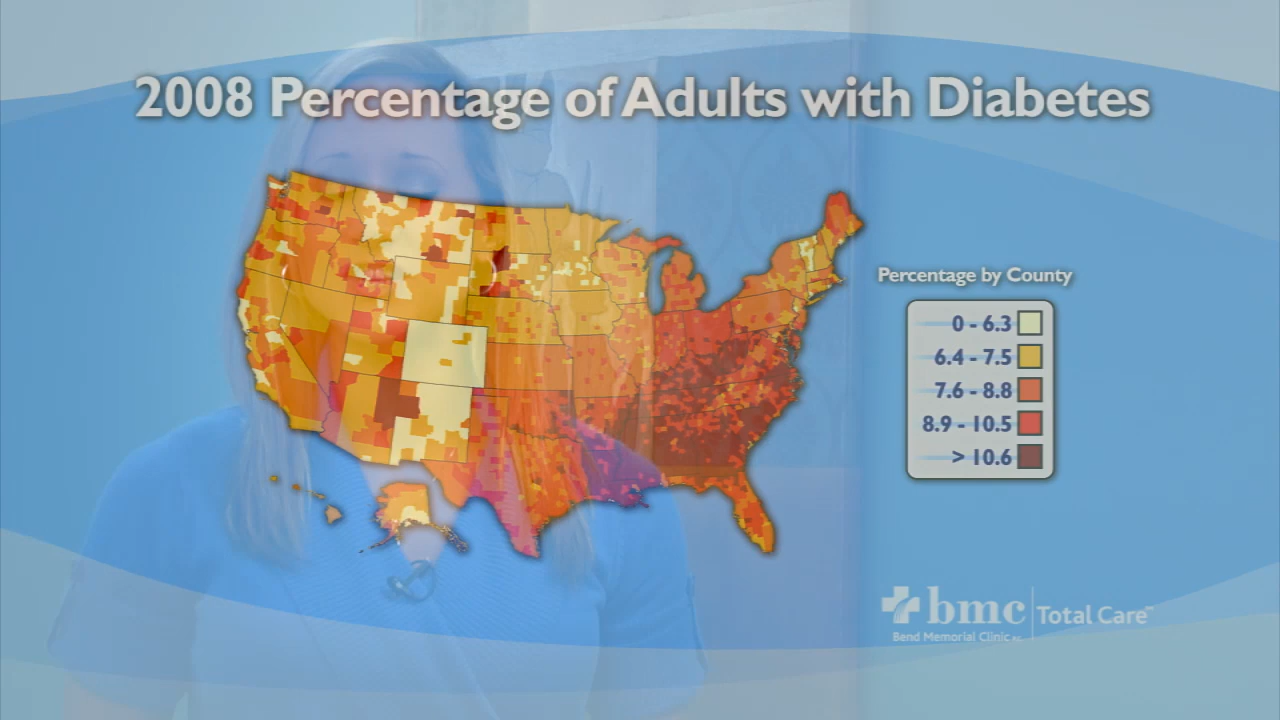 2008 Percentage of Adults with Diabetes
Percentage by County
0 - 6.3
6.4 - 7.5
7.6 - 8.8
8.9 - 10.5
> 10.6
bmc Total Care™
Bend Memorial Clinic P.C.